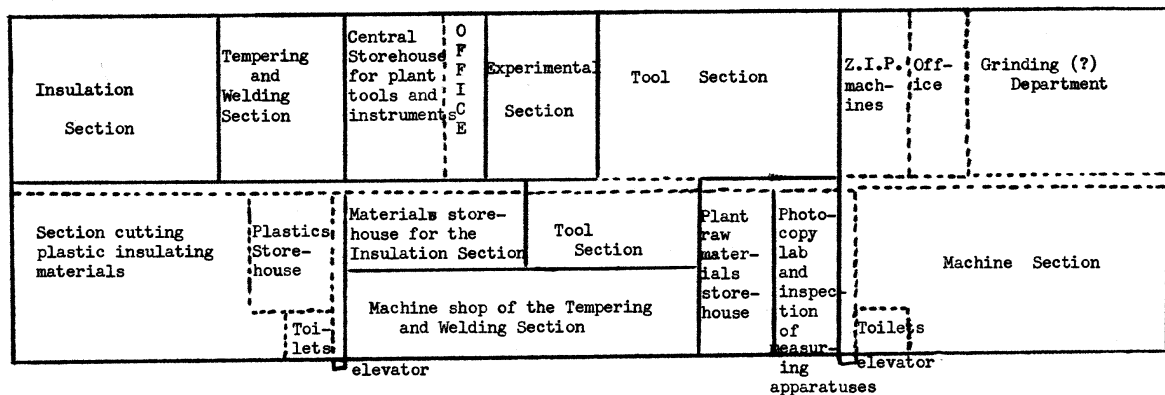 Insulation
Section
Tempering
and
Welding
Section
Central
Storehouse
for plant
tools and
instruments
O
F
F
I
C
E
Experimental
Section
Tool Section
Z.I.P.
mach-
ines
Off-
ice
Grinding (?)
Department
Section cutting
plastic insulating
materials
Plastics
Store-
house
Toi-
lets
elevator
Materials store-
house for the
Insulation Section
Tool
Section
Machine shop of the Tempering
and Welding Section
Plant
raw
mater-
ials
store-
house
Photo-
copy
lab
and
inspec-
tion
of
measur-
ing
apparatuses
Toilets
elevator
Machine Section